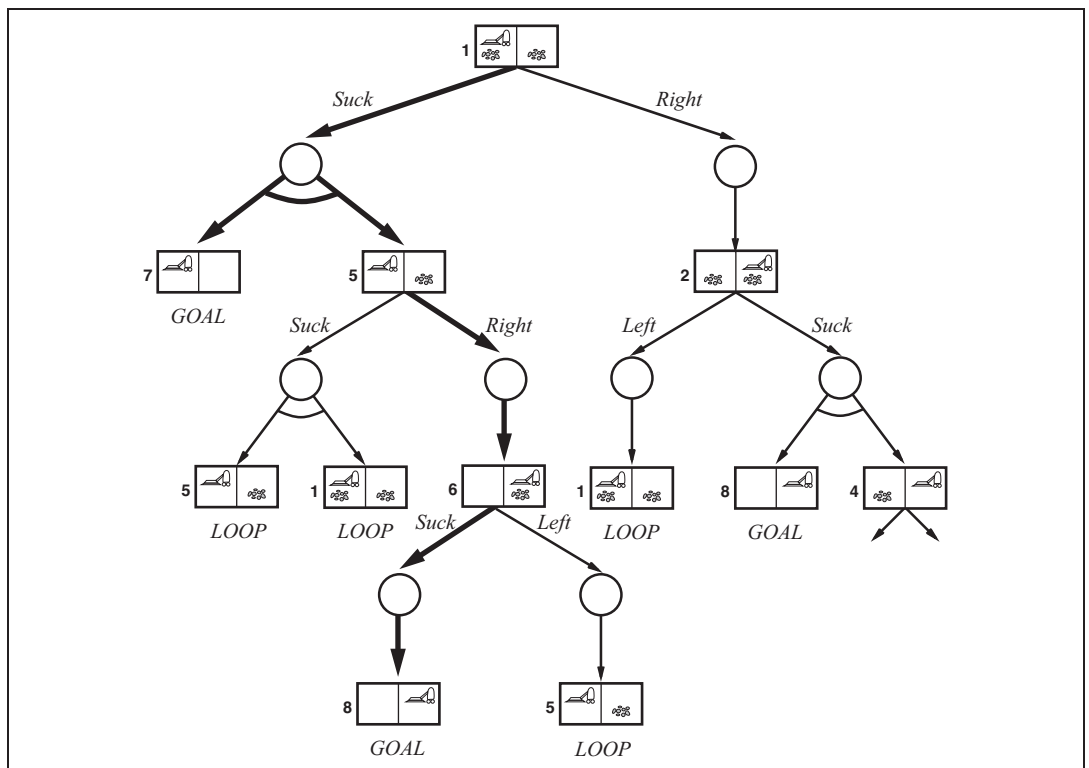 1
Suck Right
7 5 2
GOAL
Suck Right Left Suck
5 1 6 1 8 4
LOOP LOOP LOOP GOAL
Suck Left
8 5
GOAL LOOP